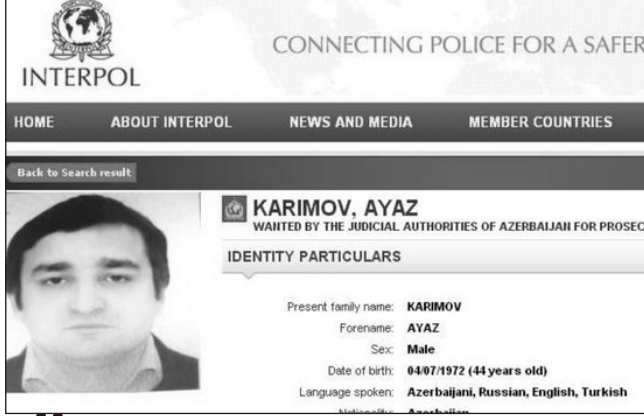 INTERPOL
CONNECTING POLICE FOR A SAFER
HOME ABOUT INTERPOL NEWS AND MEDIA MEMBER COUNTRIES
Back to Search result
KARIMOV, AYAZ
WANTED BY THE JUDICIAL AUTHORITIES OF AZERBAIJAN FOR PROSEC
IDENTITY PARTICULARS
Present family name: KARIMOV
Forename: AYAZ
Sex: Male
Date of birth: 04/07/1972 (44 years old)
Language spoken: Azerbaijani, Russian, English, Turkish
Nationality: Azerbaijan